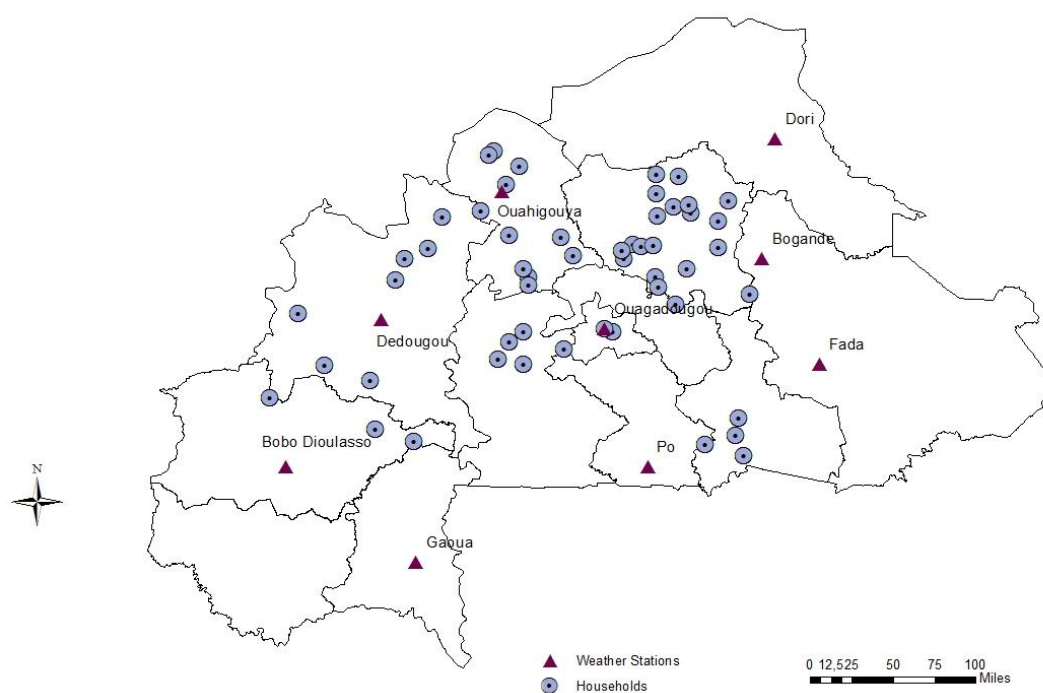 Dori
Ouahigouya
Bogande
Ouagadougou
Dedougou
Fada
Bobo Dioulasso
Po
N
Gaoua
Weather Stations
Households
0 12,525 50 75 100
Miles